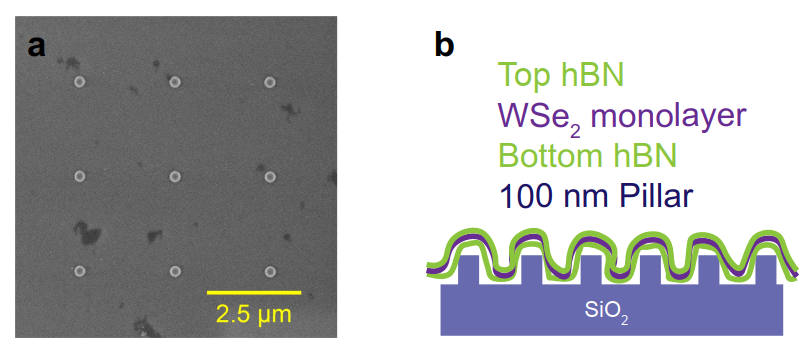 a
2.5 μm
b
Top hBN
WSe₂ monolayer
Bottom hBN
100 nm Pillar
SiO₂